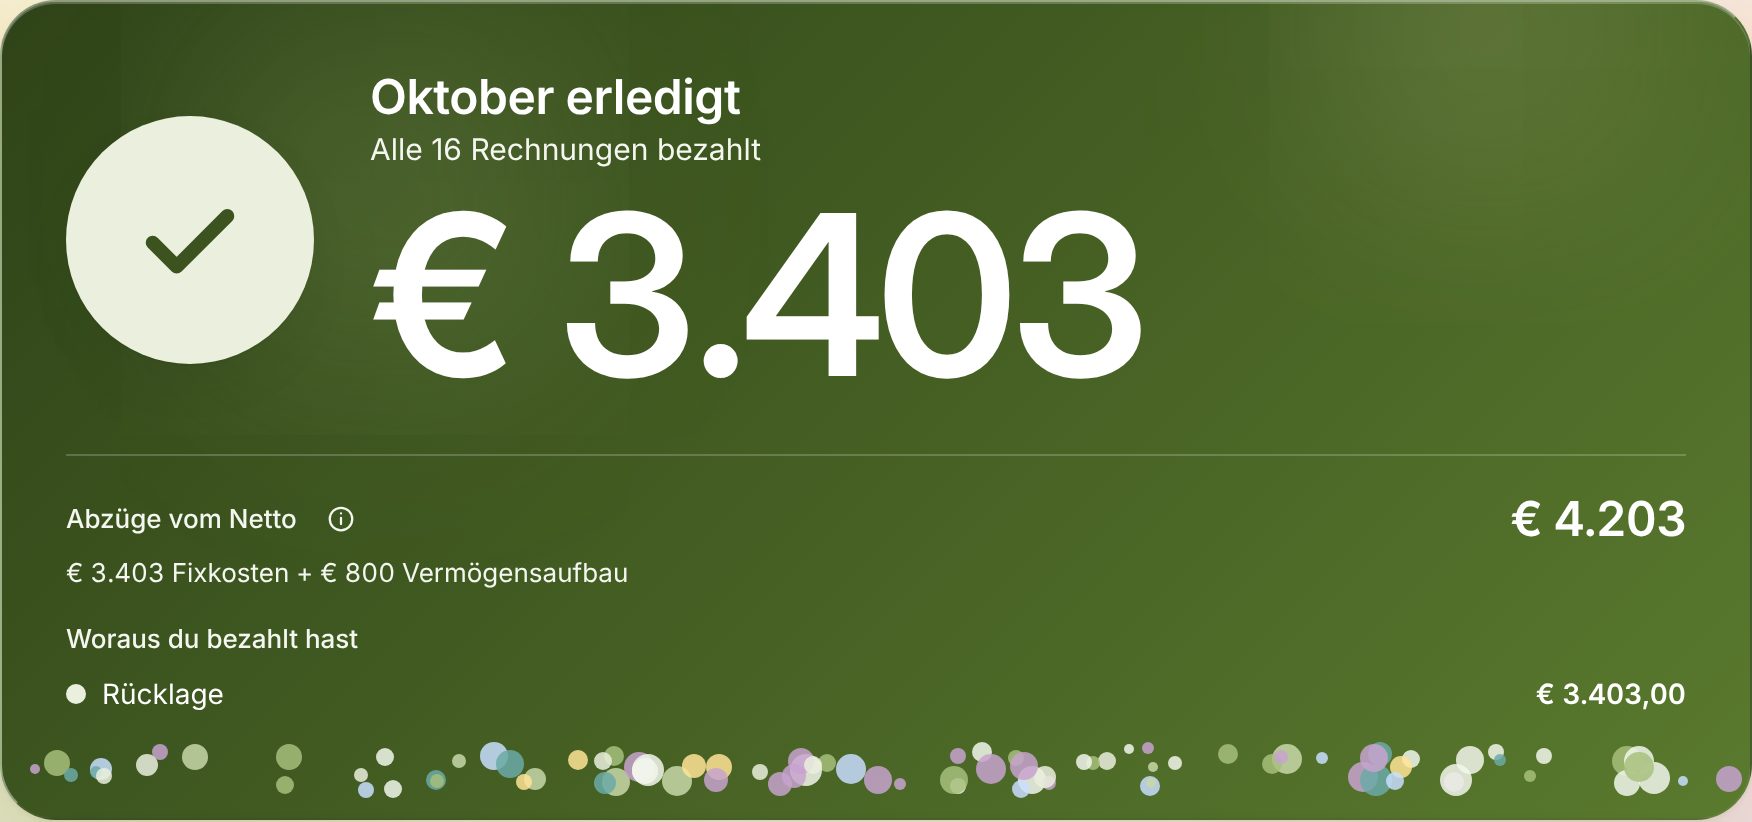 Oktober erledigt
Alle 16 Rechnungen bezahlt
€ 3.403
Abzüge vom Netto
€ 4.203
€ 3.403 Fixkosten + € 800 Vermögensaufbau
Woraus du bezahlt hast
Rücklage
€ 3.403,00